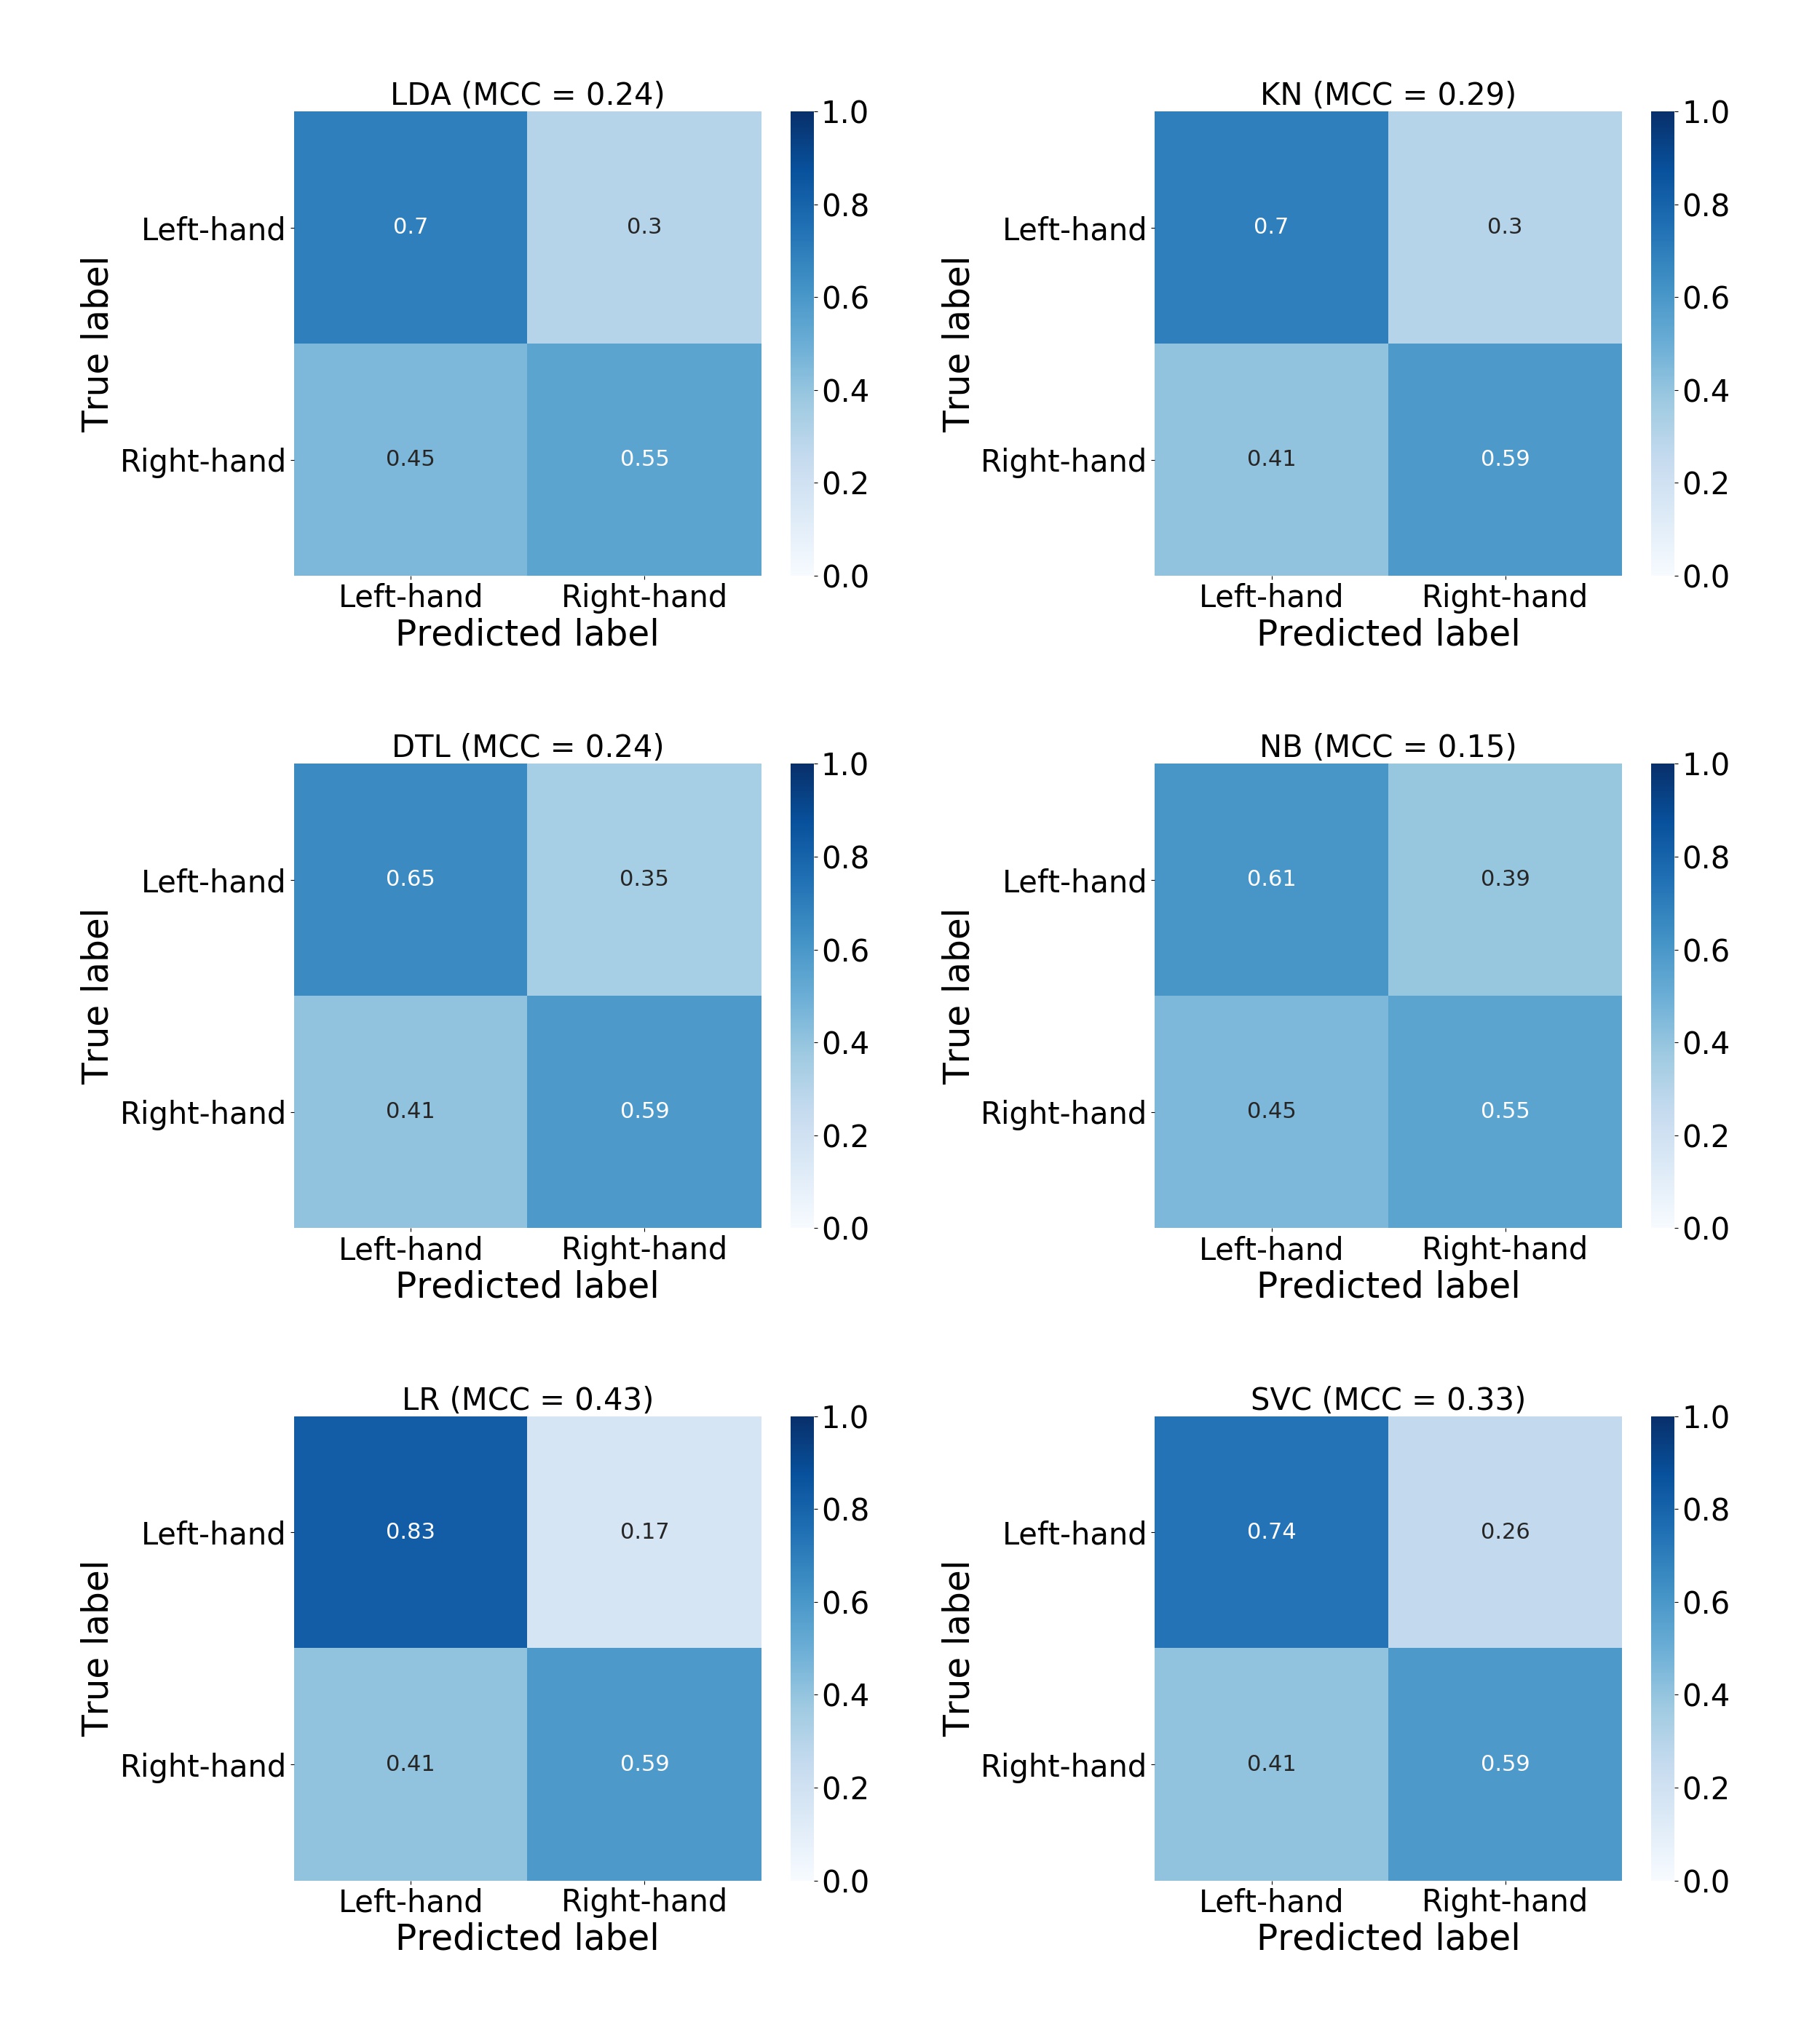 LDA (MCC = 0.24)
True label
Left-hand
0.7
0.3
Right-hand
0.45
0.55
Left-hand
Right-hand
Predicted label
1.0
0.8
0.6
0.4
0.2
0.0
KN (MCC = 0.29)
True label
Left-hand
0.7
0.3
Right-hand
0.41
0.59
Left-hand
Right-hand
Predicted label
1.0
0.8
0.6
0.4
0.2
0.0
DTL (MCC = 0.24)
True label
Left-hand
0.65
0.35
Right-hand
0.41
0.59
Left-hand
Right-hand
Predicted label
1.0
0.8
0.6
0.4
0.2
0.0
NB (MCC = 0.15)
True label
Left-hand
0.61
0.39
Right-hand
0.45
0.55
Left-hand
Right-hand
Predicted label
1.0
0.8
0.6
0.4
0.2
0.0
LR (MCC = 0.43)
True label
Left-hand
0.83
0.17
Right-hand
0.41
0.59
Left-hand
Right-hand
Predicted label
1.0
0.8
0.6
0.4
0.2
0.0
SVC (MCC = 0.33)
True label
Left-hand
0.74
0.26
Right-hand
0.41
0.59
Left-hand
Right-hand
Predicted label
1.0
0.8
0.6
0.4
0.2
0.0